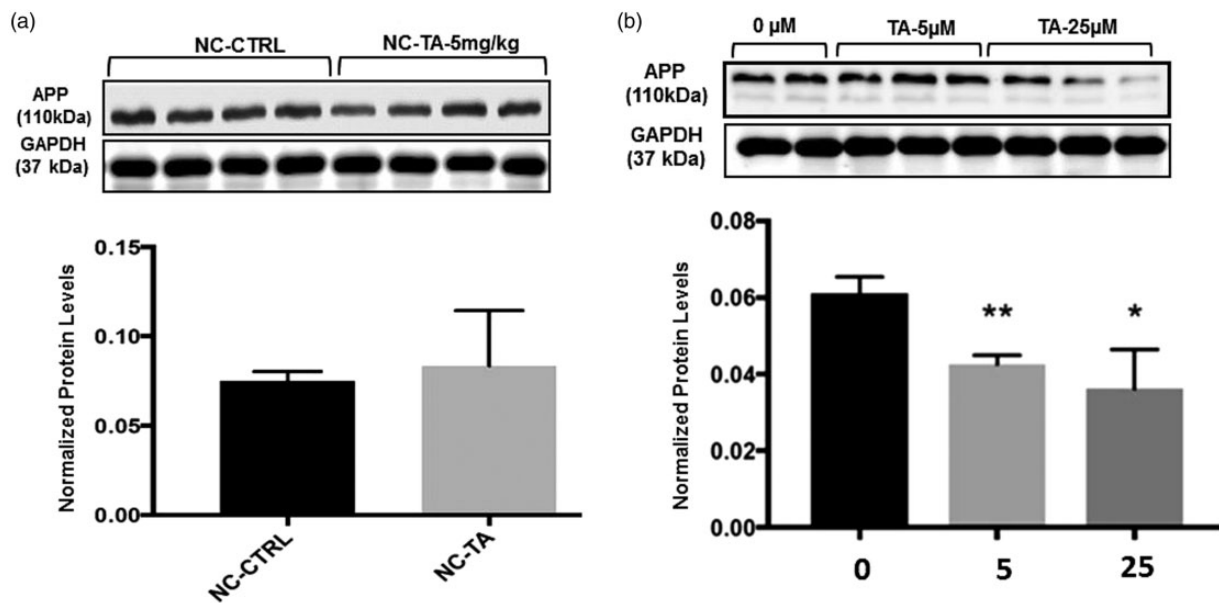 (a)
NC-CTRL NC-TA-5mg/kg
APP
(110kDa)
GAPDH
(37 kDa)
Normalized Protein Levels
0.15
0.10
0.05
0.00
NC-CTRL
NC-TA
(b)
0 µM TA-5µM TA-25µM
APP
(110kDa)
GAPDH
(37 kDa)
Normalized Protein Levels
0.08
0.06
0.04
0.02
0.00
** *
0 5 25